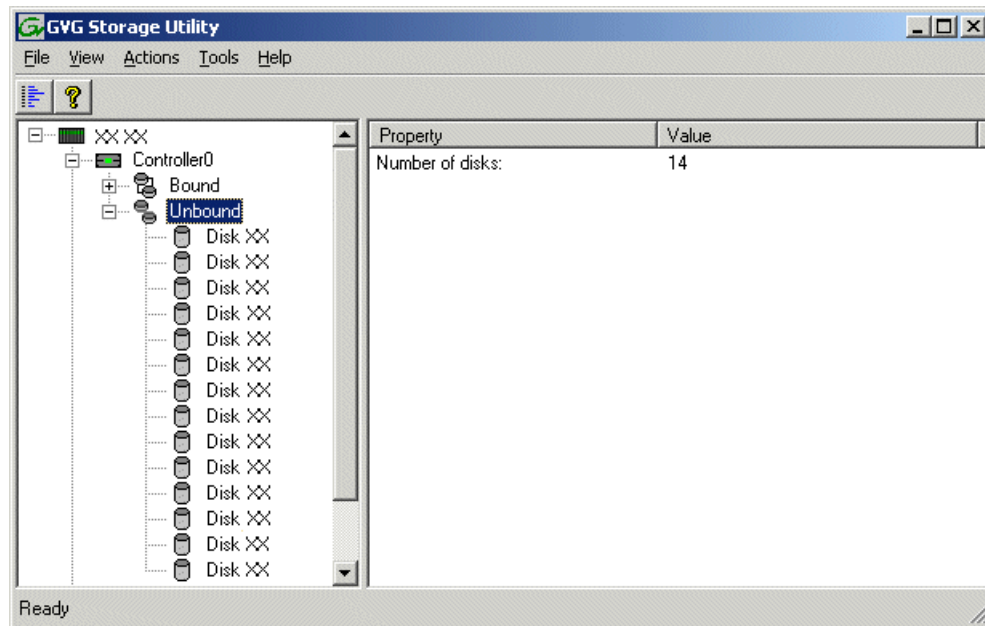 GVG Storage Utility
File View Actions Tools Help
XX XX
Controller0
Bound
Unbound
Disk XX
Disk XX
Disk XX
Disk XX
Disk XX
Disk XX
Disk XX
Disk XX
Disk XX
Disk XX
Disk XX
Disk XX
Disk XX
Disk XX
Property Value
Number of disks: 14
Ready